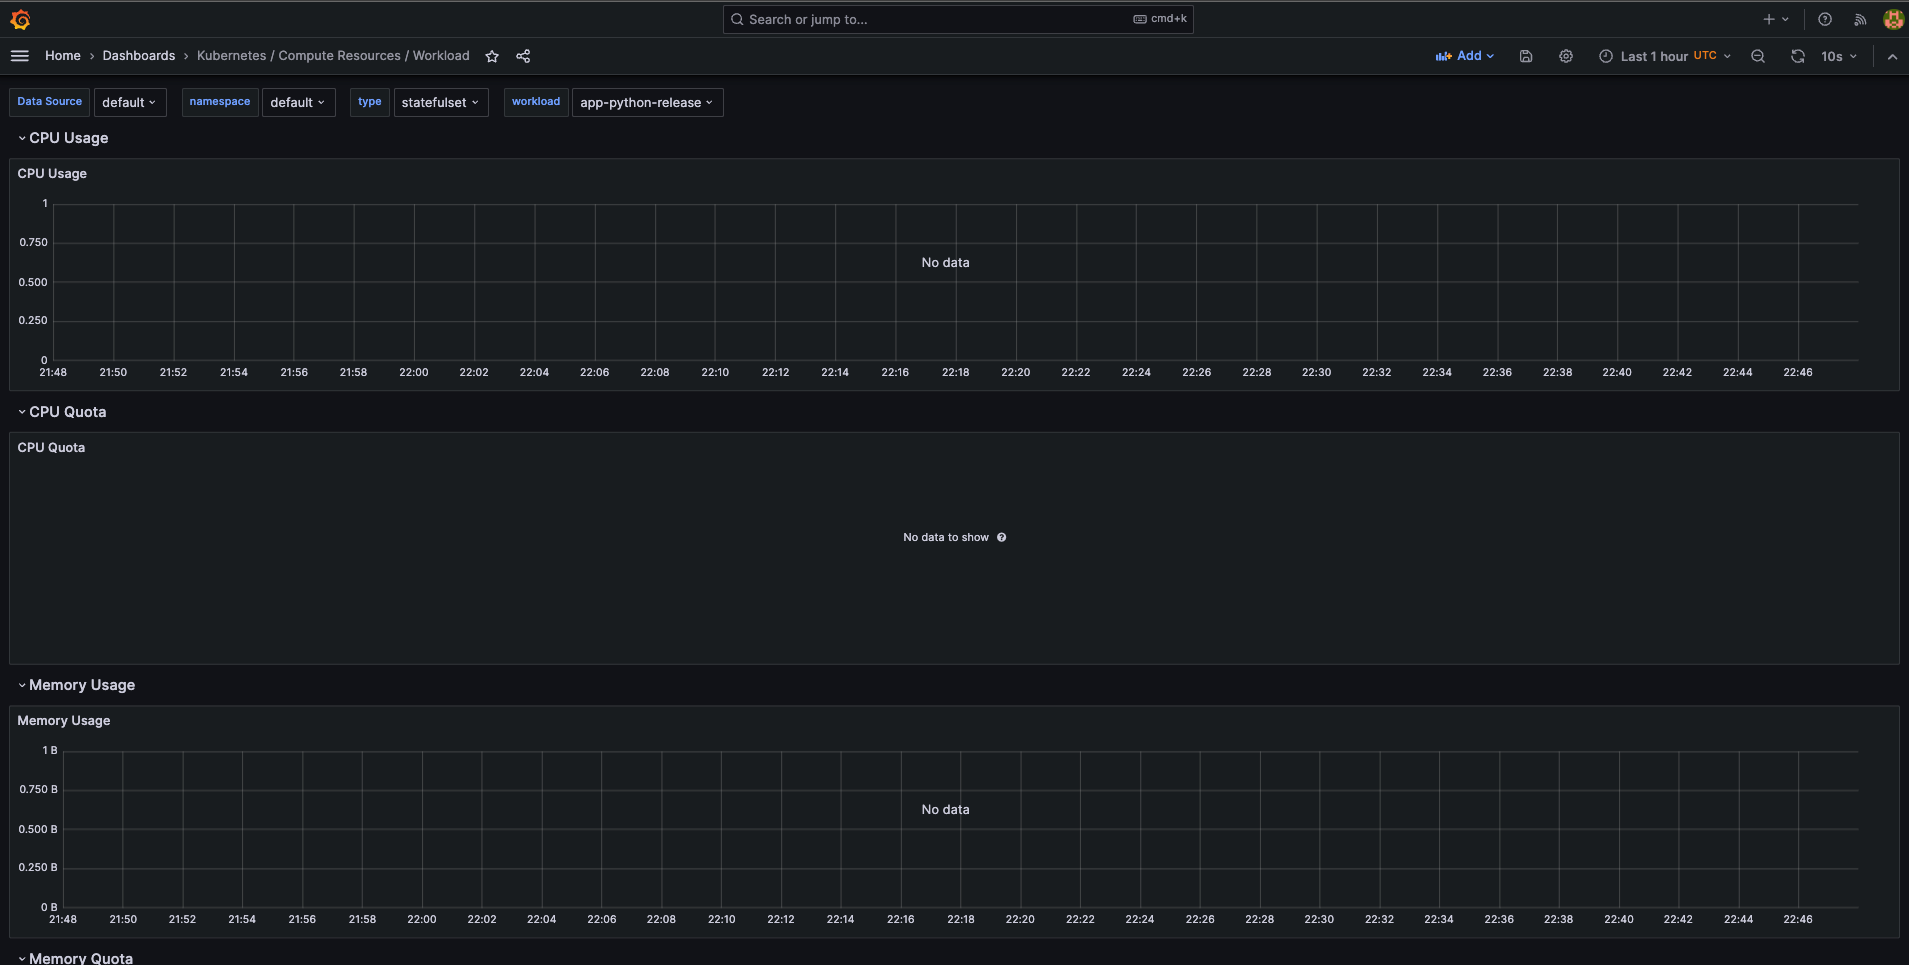 Search or jump to...
cmd+k
Home › Dashboards › Kubernetes / Compute Resources / Workload
Add
Last 1 hour UTC
10s
Data Source default namespace default type statefulset workload app-python-release
CPU Usage
CPU Usage
1
0.750
No data
0.500
0.250
0
21:48 21:50 21:52 21:54 21:56 21:58 22:00 22:02 22:04 22:06 22:08 22:10 22:12 22:14 22:16 22:18 22:20 22:22 22:24 22:26 22:28 22:30 22:32 22:34 22:36 22:38 22:40 22:42 22:44 22:46
CPU Quota
CPU Quota
No data to show
Memory Usage
Memory Usage
1 B
0.750 B
No data
0.500 B
0.250 B
0 B
21:48 21:50 21:52 21:54 21:56 21:58 22:00 22:02 22:04 22:06 22:08 22:10 22:12 22:14 22:16 22:18 22:20 22:22 22:24 22:26 22:28 22:30 22:32 22:34 22:36 22:38 22:40 22:42 22:44 22:46
Memory Quota